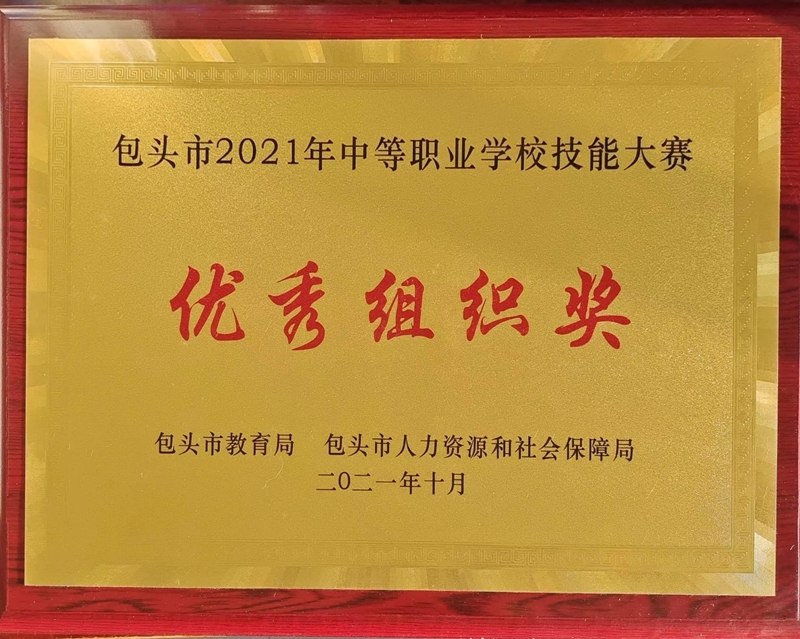 包头市2021年中等职业学校技能大赛
优秀组织奖
包头市教育局 包头市人力资源和社会保障局
二〇二一年十月